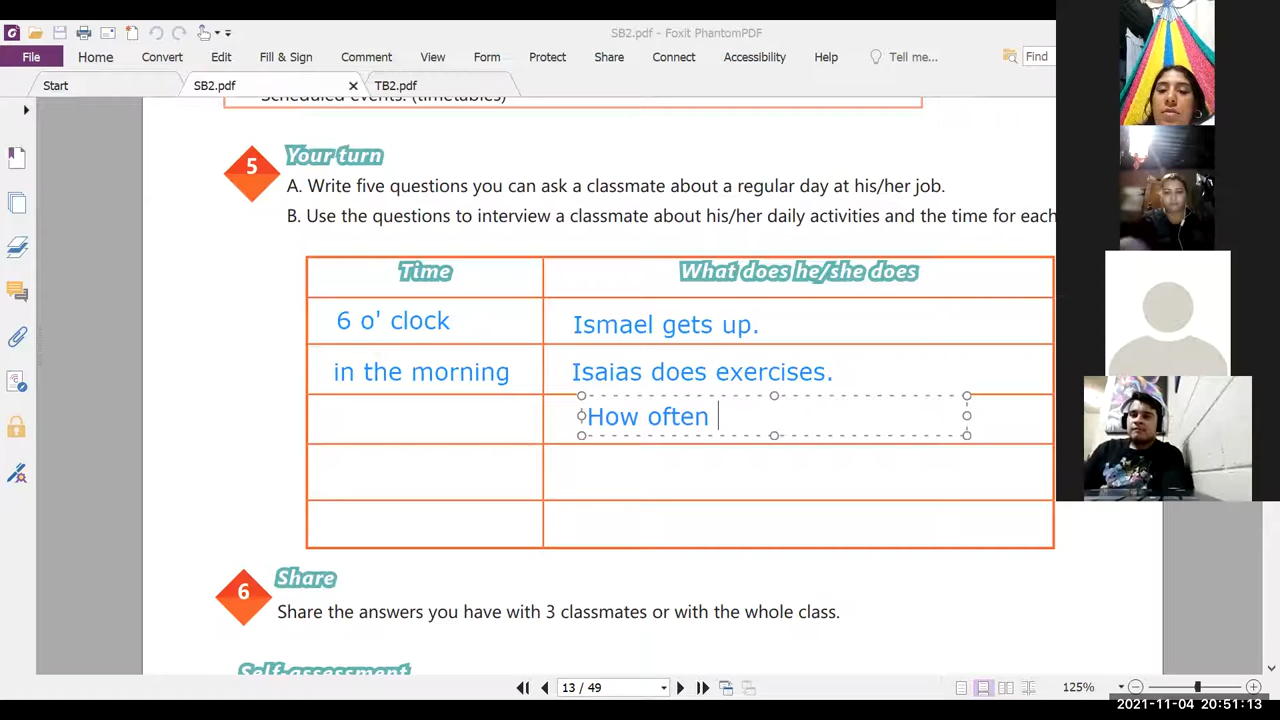 SB2.pdf - Foxit PhantomPDF
File Home Convert Edit Fill & Sign Comment View Form Protect Share Connect Accessibility Help Tell me... Find
Start SB2.pdf TB2.pdf
Scheduled events. (timetables)
5 Your turn
A. Write five questions you can ask a classmate about a regular day at his/her job.
B. Use the questions to interview a classmate about his/her daily activities and the time for each
Time What does he/she does
6 o' clock Ismael gets up.
in the morning Isaias does exercises.
How often
6 Share
Share the answers you have with 3 classmates or with the whole class.
Self-assessment
13 / 49 125%
2021-11-04 20:51:13